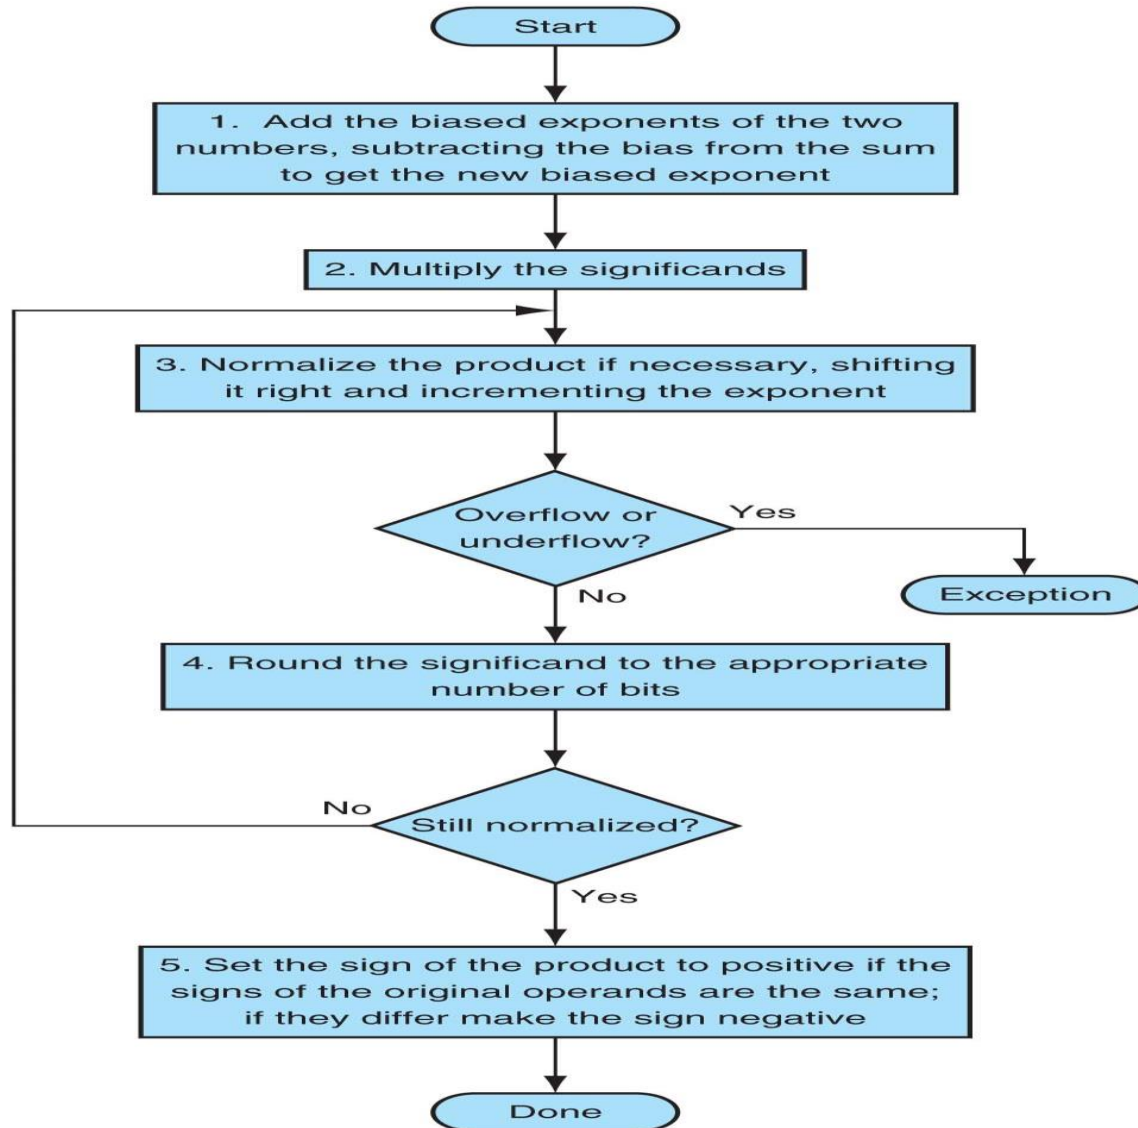 Start
1. Add the biased exponents of the two
numbers, subtracting the bias from the sum
to get the new biased exponent
2. Multiply the significands
3. Normalize the product if necessary, shifting
it right and incrementing the exponent
Overflow or
underflow?
Yes
No
Exception
4. Round the significand to the appropriate
number of bits
No
Still normalized?
Yes
5. Set the sign of the product to positive if the
signs of the original operands are the same;
if they differ make the sign negative
Done